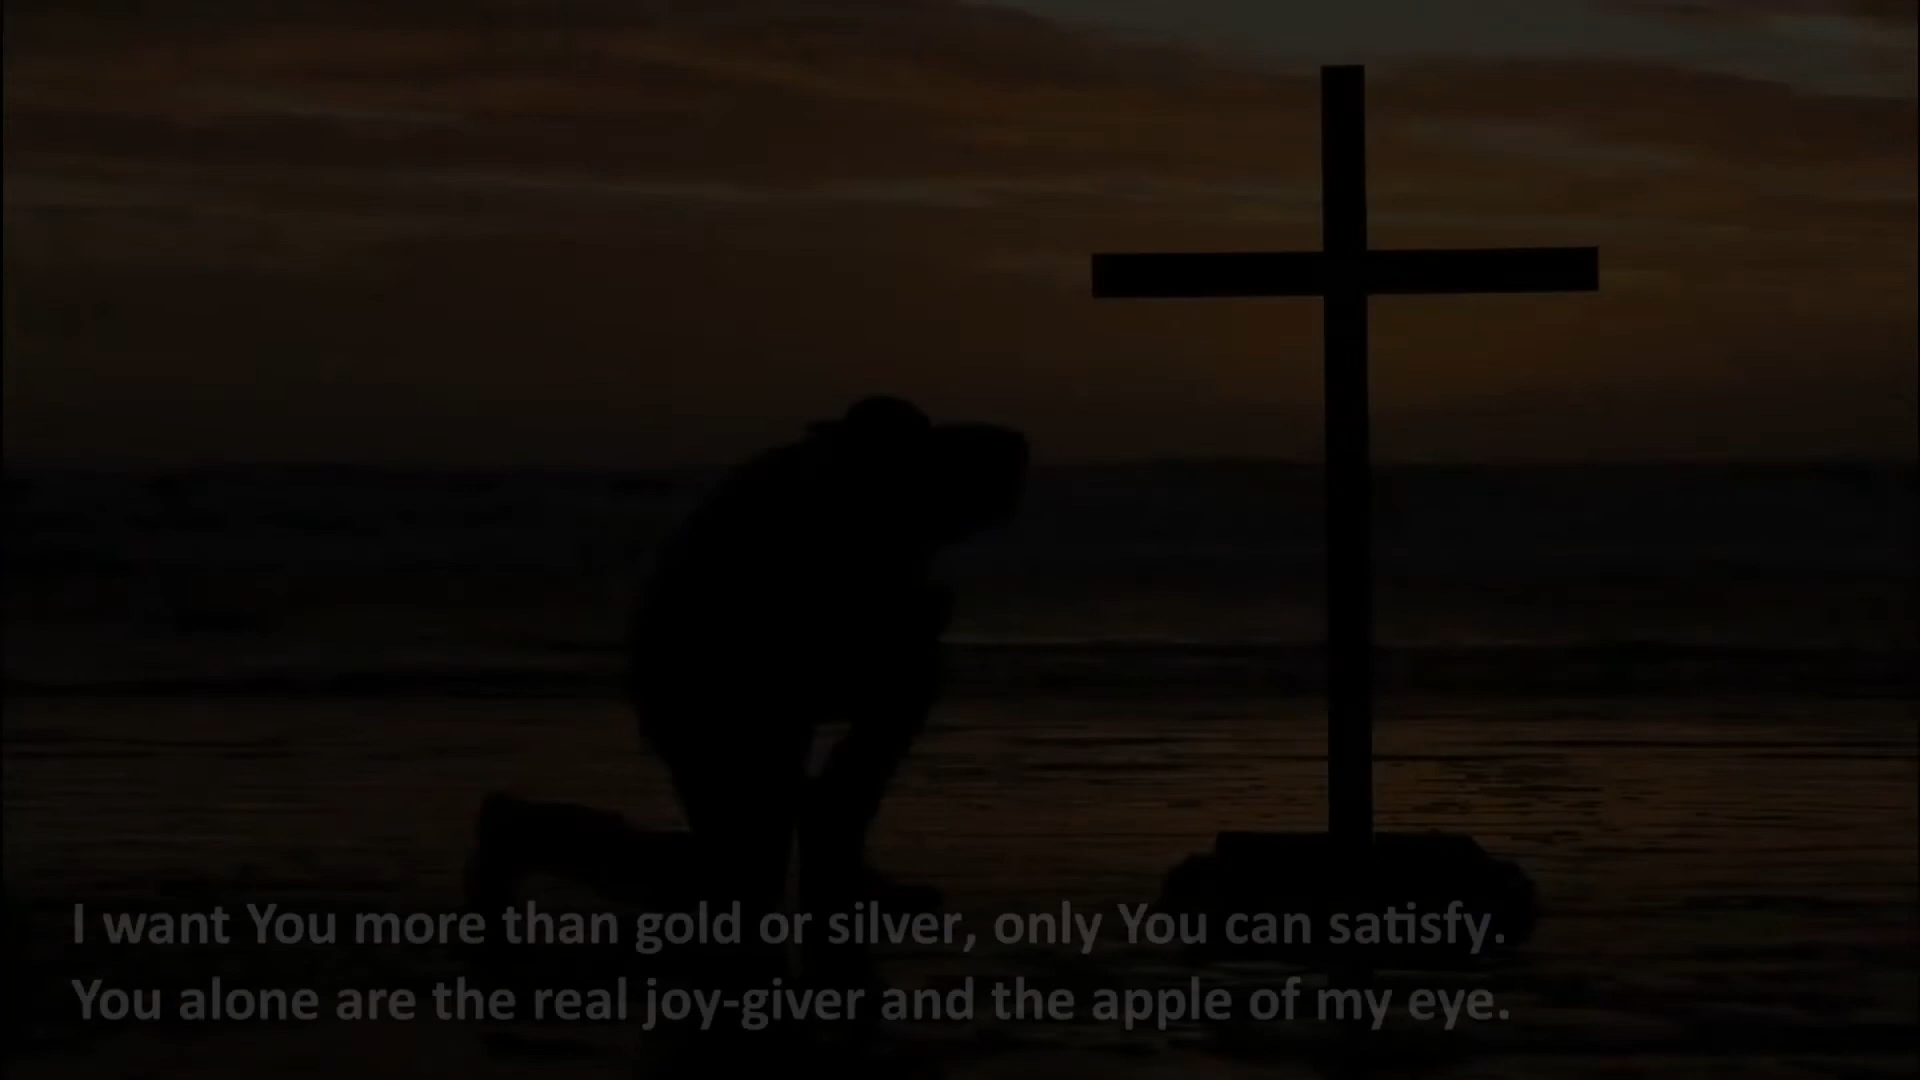 I want You more than gold or silver, only You can satisfy.
You alone are the real joy-giver and the apple of my eye.